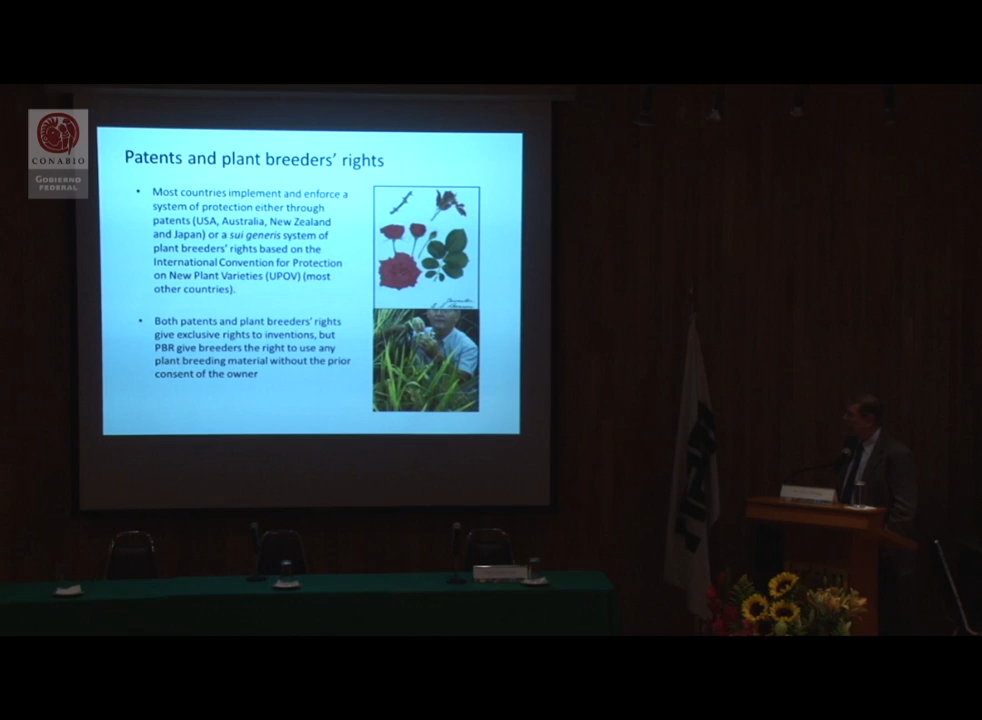 CONABIO
GOBIERNO
FEDERAL
Patents and plant breeders' rights
• Most countries implement and enforce a
system of protection either through
patents (USA, Australia, New Zealand
and Japan) or a sui generis system of
plant breeders' rights based on the
International Convention for Protection
on New Plant Varieties (UPOV) (most
other countries).
• Both patents and plant breeders' rights
give exclusive rights to inventions, but
PBR give breeders the right to use any
plant breeding material without the prior
consent of the owner